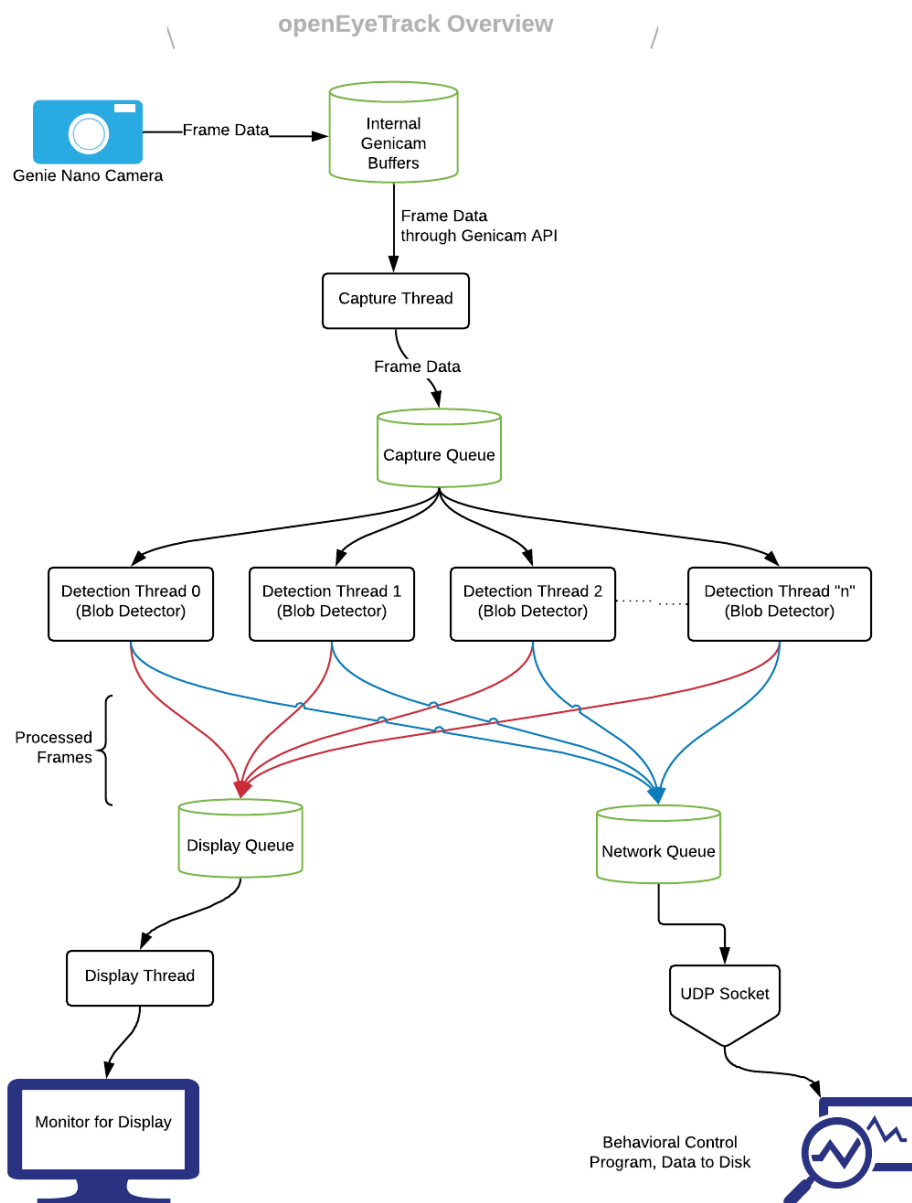 openEyeTrack Overview
Frame Data
Internal
Genicam
Buffers
Genie Nano Camera
Frame Data
through Genicam API
Capture Thread
Frame Data
Capture Queue
Detection Thread 0
(Blob Detector)
Detection Thread 1
(Blob Detector)
Detection Thread 2
(Blob Detector)
Detection Thread "n"
(Blob Detector)
Processed
Frames
Display Queue
Network Queue
Display Thread
UDP Socket
Monitor for Display
Behavioral Control
Program, Data to Disk